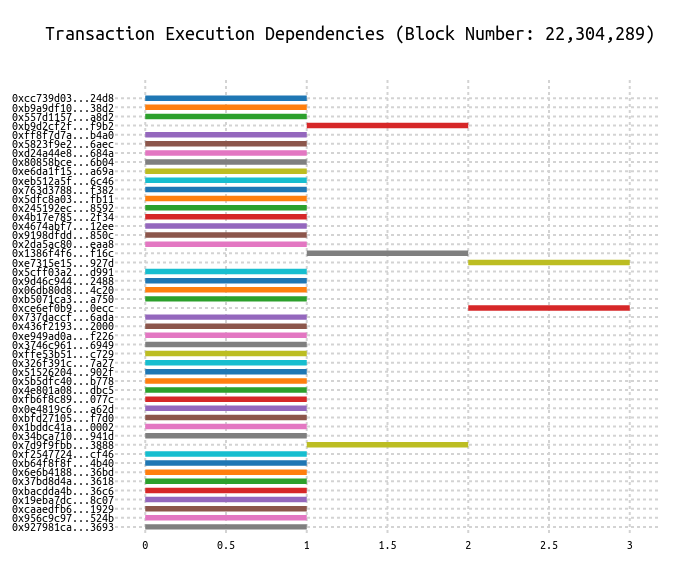 Transaction Execution Dependencies (Block Number: 22,304,289)
0xcc739d03...24d8
0xb9a9df10...38d2
0x557d1157...a8d2
0xb9d2cf2f...f9b2
0xff8f7d7a...b4a0
0x5823f9e2...6aec
0xd24a44e8...684a
0x80858bce...6b04
0xe6da1f15...a69a
0xeb512a5f...6c46
0x763d3788...f382
0x5dfc8a03...fb11
0x245192ec...8592
0x4b17e785...2f34
0x4674abf7...12ee
0x9198dfdd...850c
0x2da5ac80...eaa8
0x1386f4f6...f16c
0xe7315e15...927d
0x5cff03a2...d991
0x9d46c944...2488
0x06db80d8...4c20
0xb5071ca3...a750
0xce6ef0b9...0ecc
0x737daccf...6ada
0x436f2193...2000
0xe949ad0a...f226
0x3746c961...6949
0xffe53b51...c729
0x326f391c...7a27
0x51526204...902f
0x5b5dfc40...b778
0x4e801a08...dbc5
0xfb6f8c89...077c
0x0e4819c6...a62d
0xbfd27105...f7d0
0x1bddc41a...0002
0x34bca710...941d
0x7d9f9fbb...3888
0xf2547724...cf46
0xb64f8f8f...4b40
0x6e6b4188...36bd
0x37bd8d4a...3618
0xbacdda4b...36c6
0x19eba7dc...8c07
0xcaaedfb6...1929
0x956c9c97...524b
0x927981ca...3693
0 0.5 1 1.5 2 2.5 3